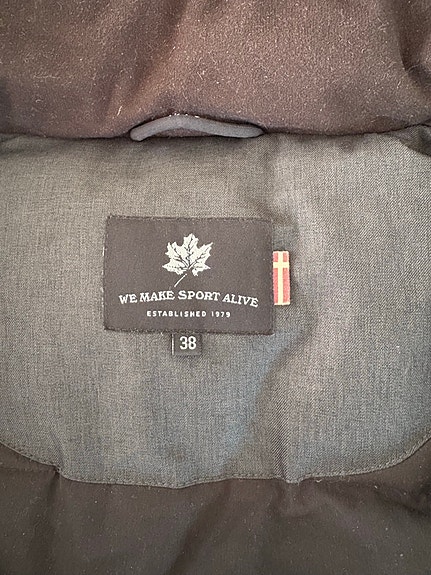 WE MAKE SPORT ALIVE
ESTABLISHED 1979
38